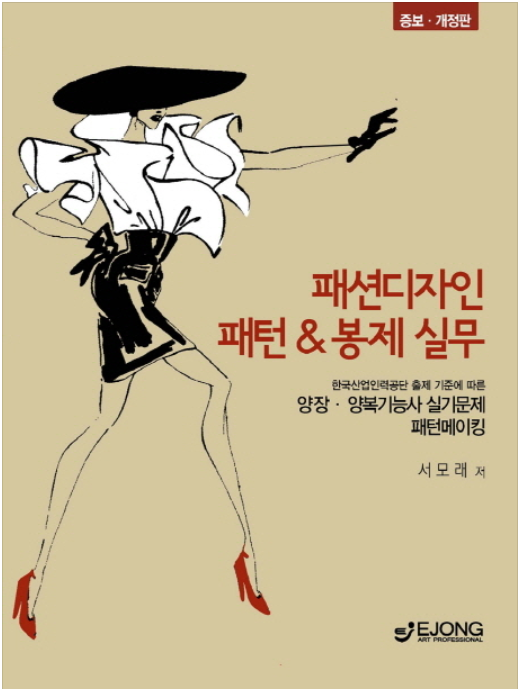 증보 · 개정판
패션디자인
패턴 & 봉제 실무
한국산업인력공단 출제 기준에 따른
양장 · 양복기능사 실기문제
패턴메이킹
서모래 저
EJONG
ART PROFESSIONAL